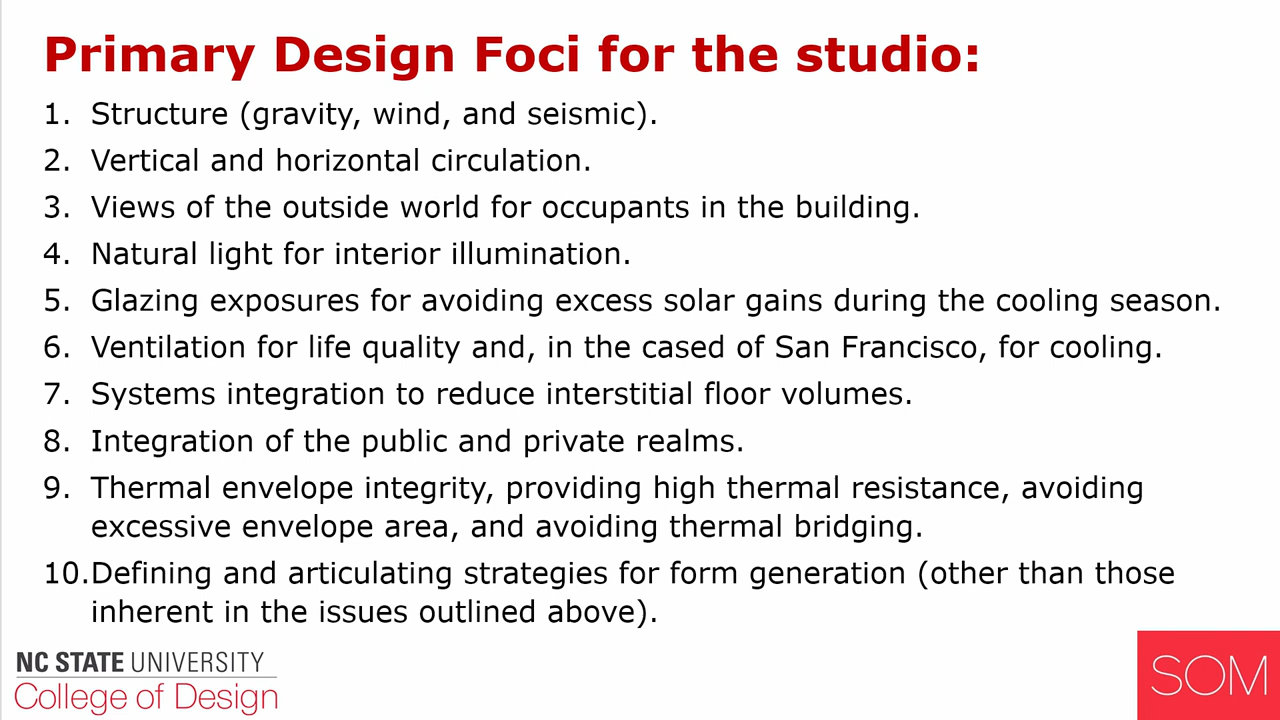 Primary Design Foci for the studio:
1. Structure (gravity, wind, and seismic).
2. Vertical and horizontal circulation.
3. Views of the outside world for occupants in the building.
4. Natural light for interior illumination.
5. Glazing exposures for avoiding excess solar gains during the cooling season.
6. Ventilation for life quality and, in the cased of San Francisco, for cooling.
7. Systems integration to reduce interstitial floor volumes.
8. Integration of the public and private realms.
9. Thermal envelope integrity, providing high thermal resistance, avoiding
excessive envelope area, and avoiding thermal bridging.
10.Defining and articulating strategies for form generation (other than those
inherent in the issues outlined above).
NC STATE UNIVERSITY
College of Design
SOM